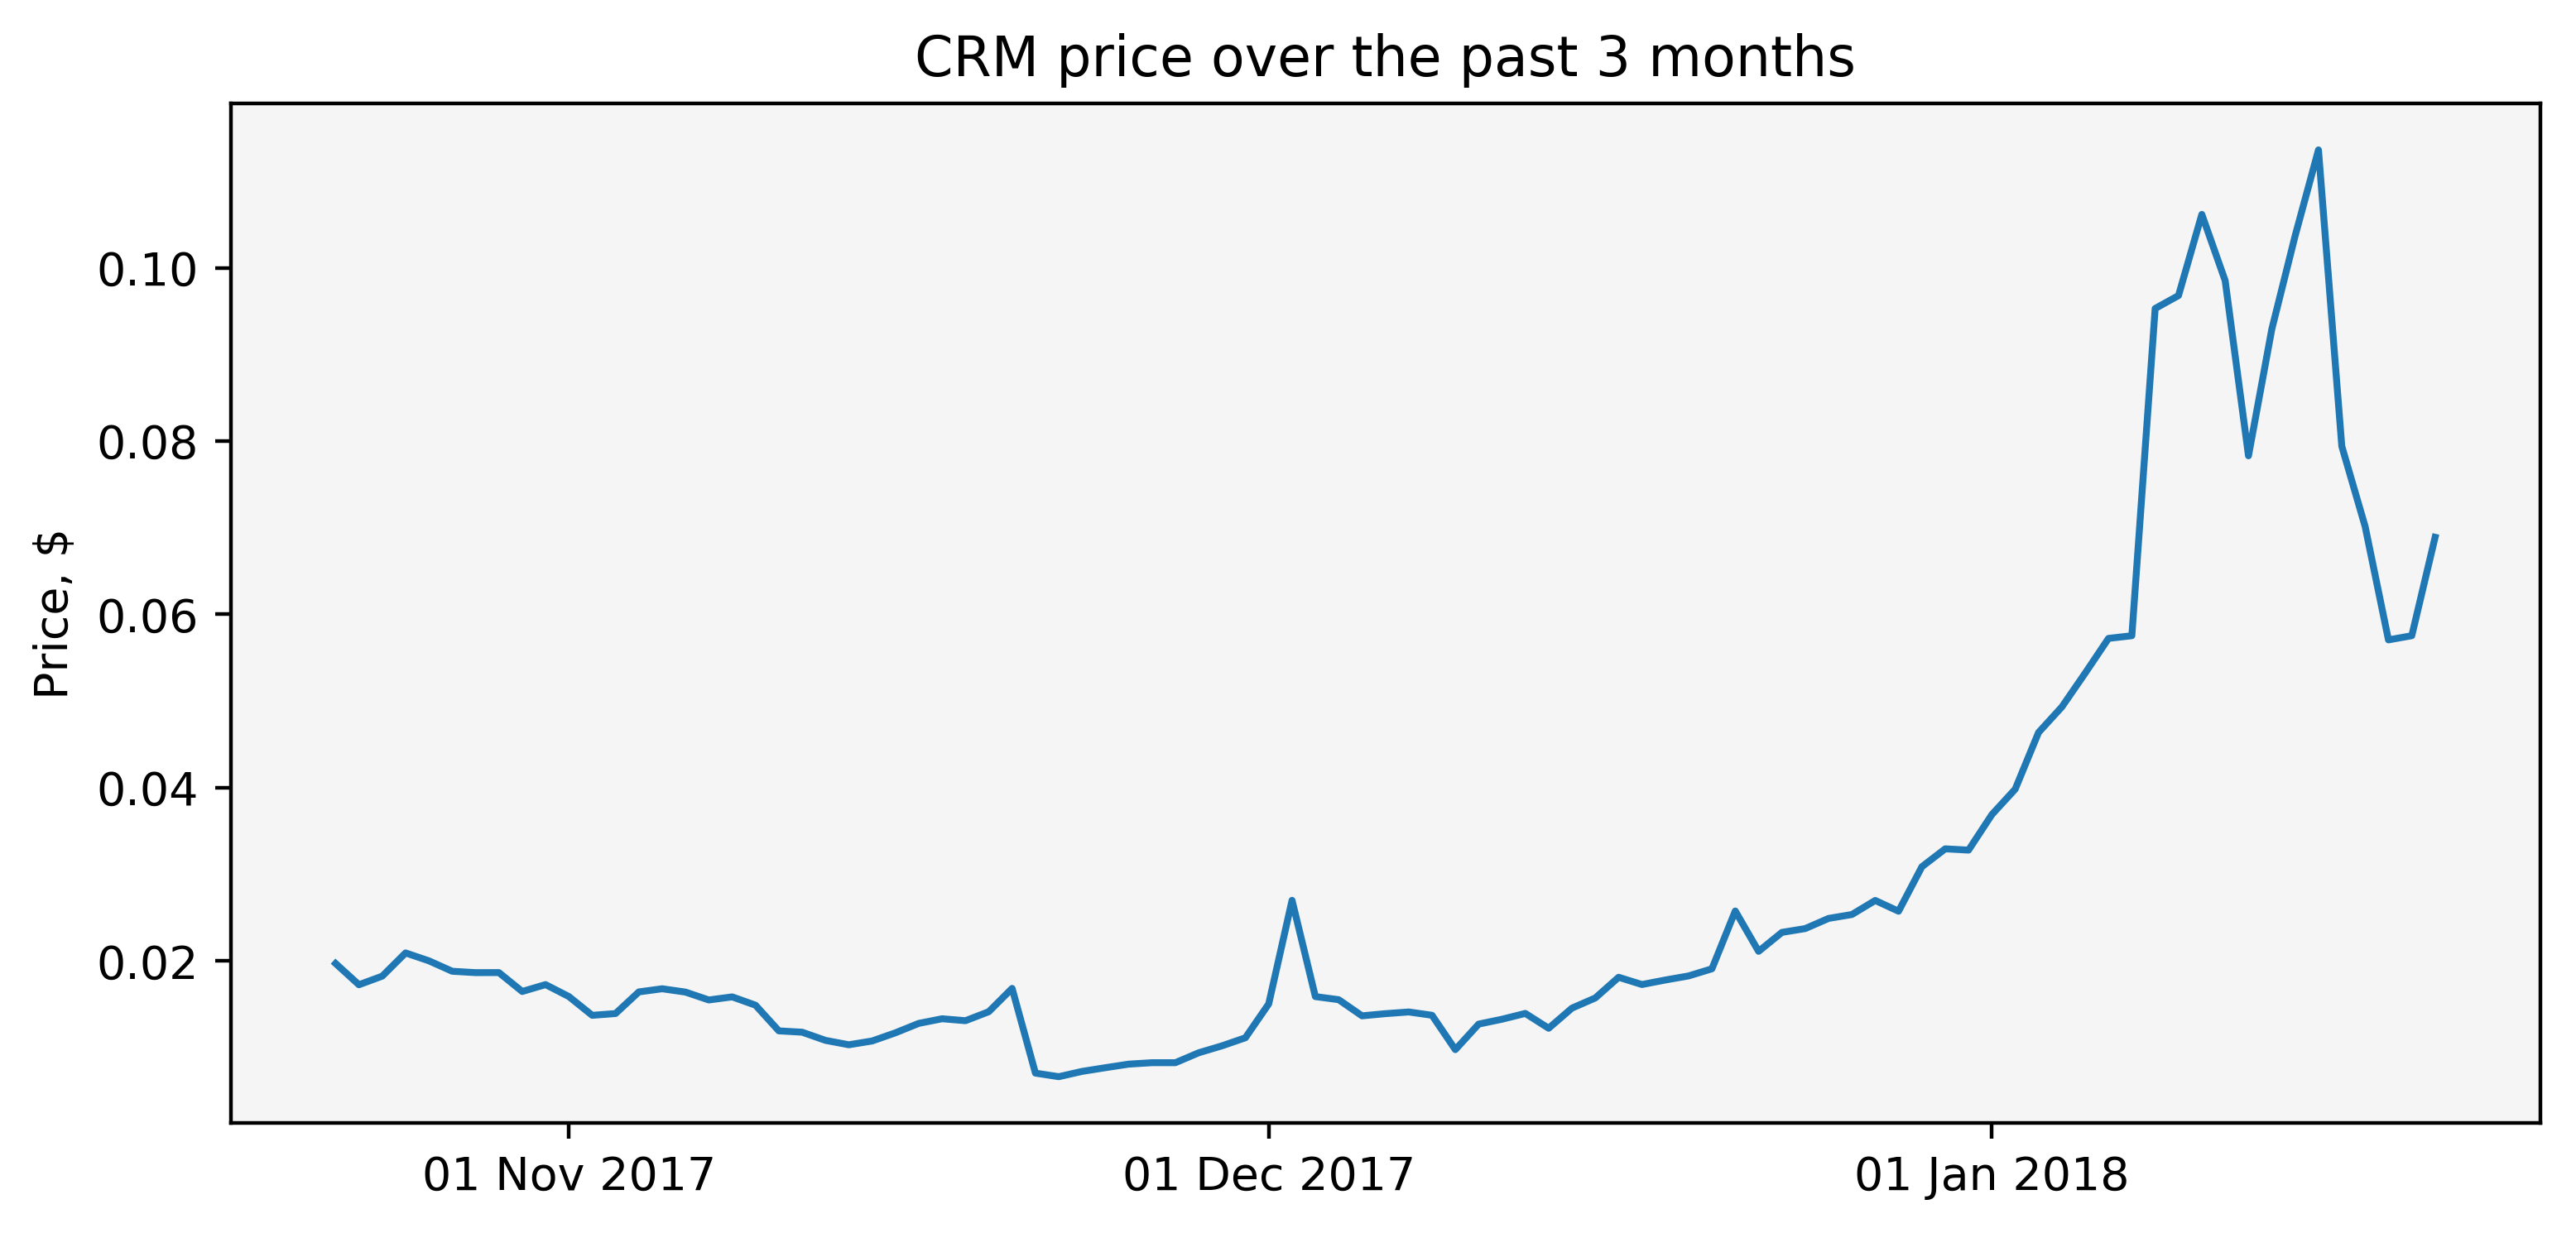 CRM price over the past 3 months
Price, $
0.10
0.08
0.06
0.04
0.02
01 Nov 2017
01 Dec 2017
01 Jan 2018